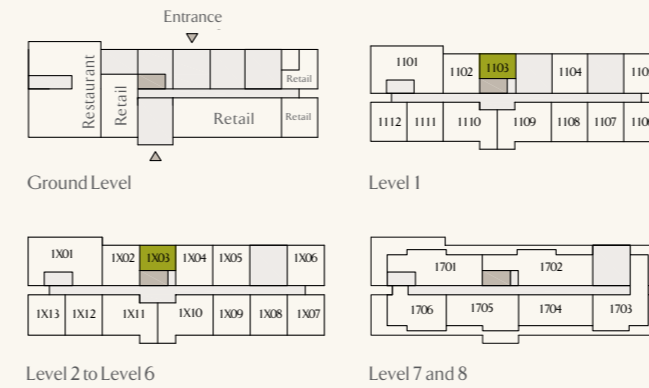 Entrance
Restaurant
Retail
Retail
Retail
Retail
Ground Level
1101
1102
1103
1104
1112
1111
1110
1109
1108
1107
Level 1
1X01
1X02
1X03
1X04
1X05
1X06
1X13
1X12
1X11
1X10
1X09
1X08
1X07
Level 2 to Level 6
1701
1702
1706
1705
1704
1703
Level 7 and 8